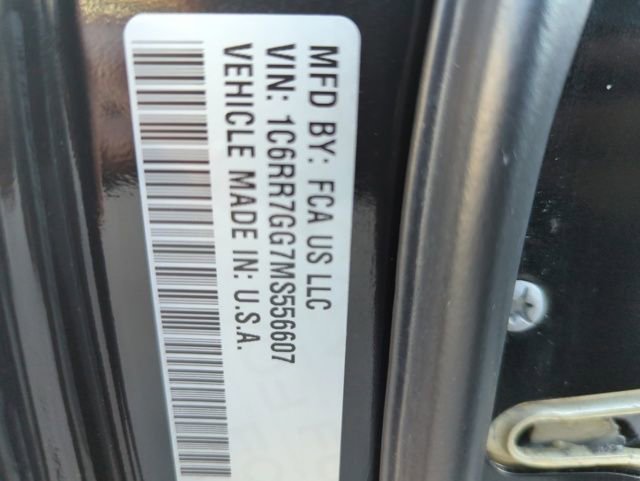 MFD BY: FCA US LLC
VIN: 1C6RR7GG7MS556607
VEHICLE MADE IN: U.S.A.